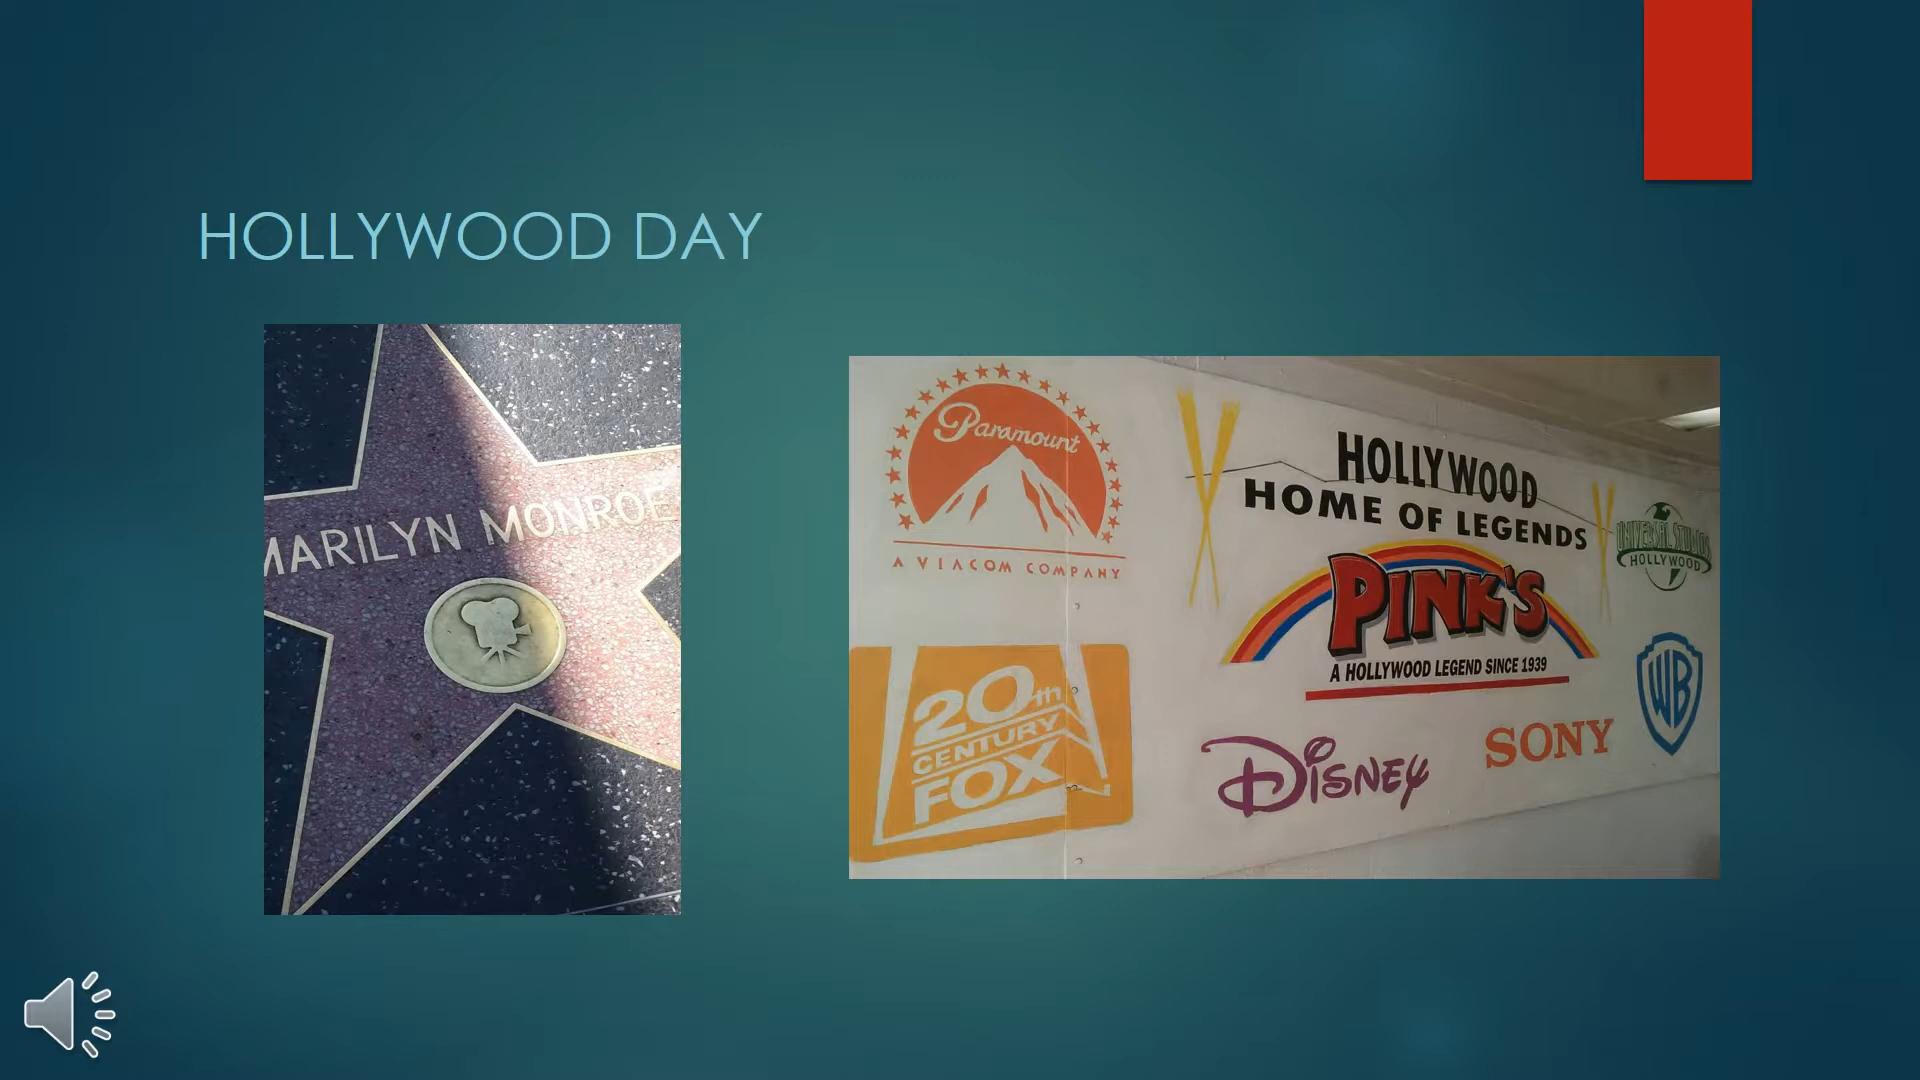 HOLLYWOOD DAY
MARILYN MONROE
Paramount
A VIACOM COMPANY
HOLLYWOOD
HOME OF LEGENDS
UNIVERSAL STUDIOS
HOLLYWOOD
PINK'S
A HOLLYWOOD LEGEND SINCE 1939
20th
CENTURY
FOX
DISNEY
SONY
WB